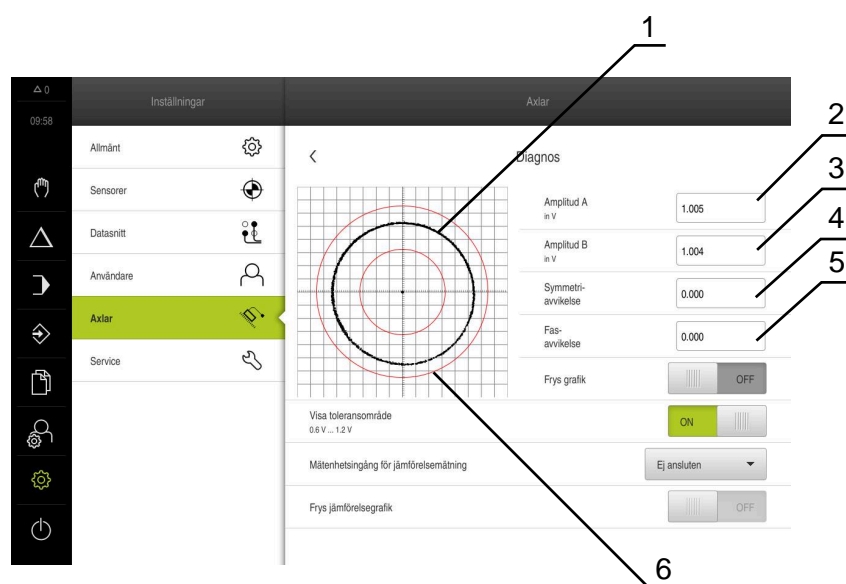 1
△ 0
Inställningar
Axlar
09:58
2
Allmänt
Diagnos
3
Sensorer
Amplitud A
in V
1.005
4
Datasnitt
Amplitud B
in V
1.004
5
Användare
Symmetri-
avvikelse
0.000
Axlar
Fas-
avvikelse
0.000
Service
Frys grafik
OFF
Visa toleransområde
0.6 V ... 1.2 V
ON
Mätenhetsingång för jämförelsemätning
Ej ansluten
Frys jämförelsegrafik
OFF
6